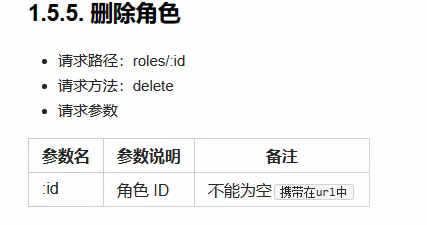 1.5.5. 删除角色
请求路径：roles/:id
请求方法：delete
请求参数
参数名 参数说明 备注
:id 角色 ID 不能为空 携带在url中